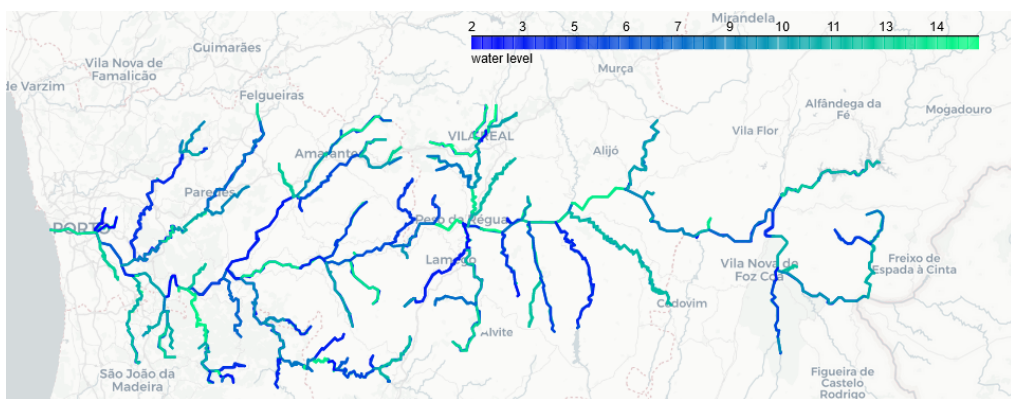 Mirandela
2 3 5 6 7 9 10 11 13 14
water level
Guimarães
Vila Nova de
Famalicão
de Varzim
Felgueiras
Murça
Alfândega da
Fé
Mogadouro
Vila Flor
VILA REAL
Alijó
Amarante
Paredes
PORTO
Peso da Régua
Lamego
Vila Nova de
Foz Côa
Freixo de
Espada à Cinta
Codovim
Alvite
São João da
Madeira
Figueira de
Castelo
Rodrigo